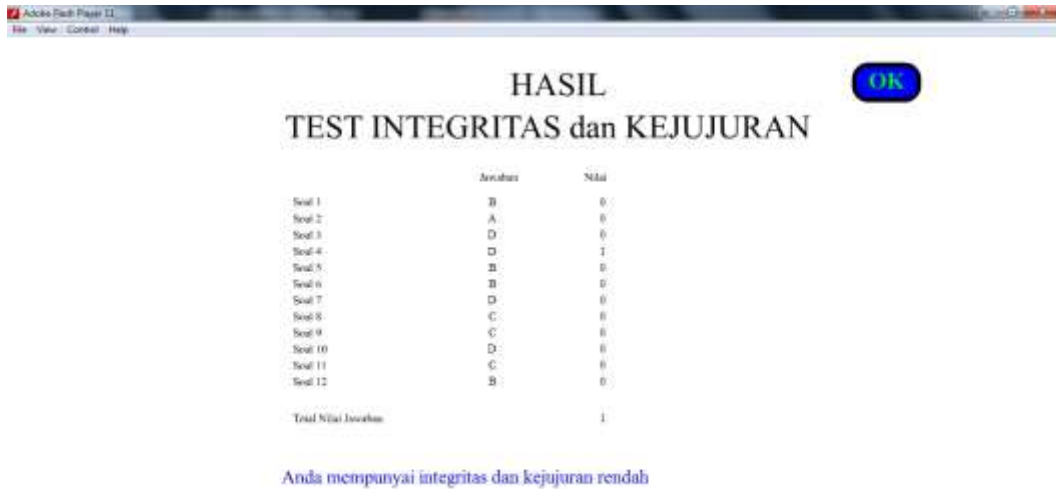 Adobe Flash Player 11
File View Control Help
HASIL
OK
TEST INTEGRITAS dan KEJUJURAN
Jawaban Nilai
Soal 1 B 0
Soal 2 A 0
Soal 3 D 0
Soal 4 D 1
Soal 5 B 0
Soal 6 B 0
Soal 7 D 0
Soal 8 C 0
Soal 9 C 0
Soal 10 D 0
Soal 11 C 0
Soal 12 B 0
Total Nilai Jawaban 1
Anda mempunyai integritas dan kejujuran rendah